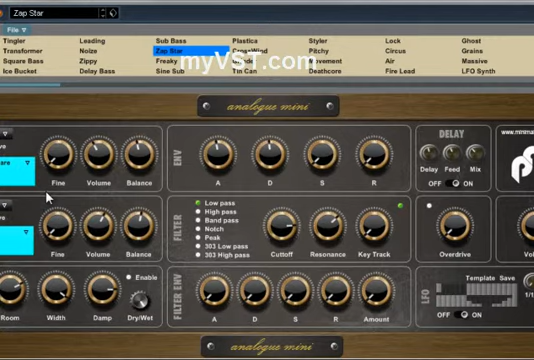 Zap Star
File
Tingler Leading Sub Bass Plastica Styler Lock Ghost
Transformer Noize Zap Star CrossWind Pitchy Circus Grains
Square Bass Zippy Freaky Movement Air Massive
myVST.com
Ice Bucket Delay Bass Sine Sub Tin Can Deathcore Fire Lead LFO Synth
analogue mini
Fine Volume Balance
ENV
A D S R
DELAY
Delay Feed Mix
OFF ON
Fine Volume Balance
FILTER
Low pass
High pass
Band pass
Notch
Peak
303 Low pass
303 High pass
Cuttoff Resonance Key Track
Overdrive
Room Width Damp
Enable
Dry/Wet
FILTER ENV
A D S R Amount
LFO
Template Save
OFF ON
analogue mini